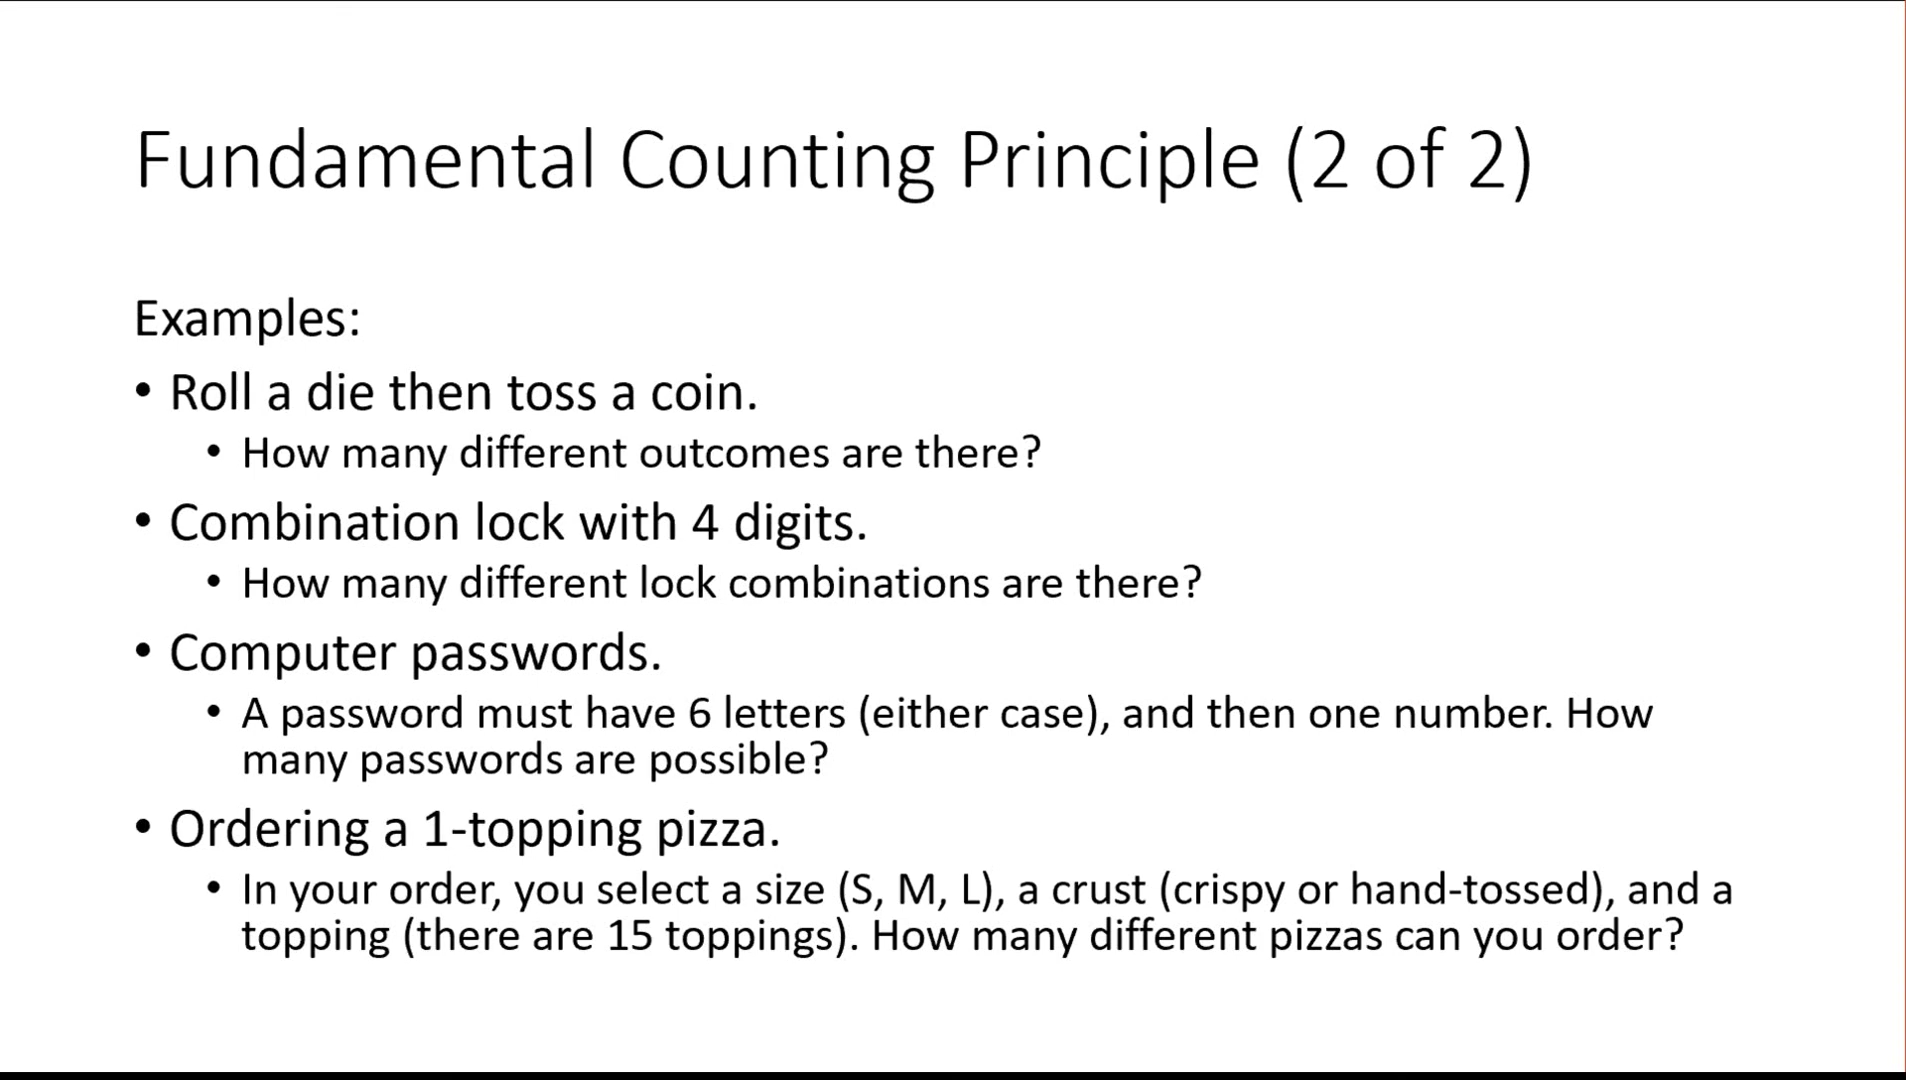 Fundamental Counting Principle (2 of 2)
Examples:
• Roll a die then toss a coin.
• How many different outcomes are there?
• Combination lock with 4 digits.
• How many different lock combinations are there?
• Computer passwords.
• A password must have 6 letters (either case), and then one number. How
many passwords are possible?
• Ordering a 1-topping pizza.
• In your order, you select a size (S, M, L), a crust (crispy or hand-tossed), and a
topping (there are 15 toppings). How many different pizzas can you order?